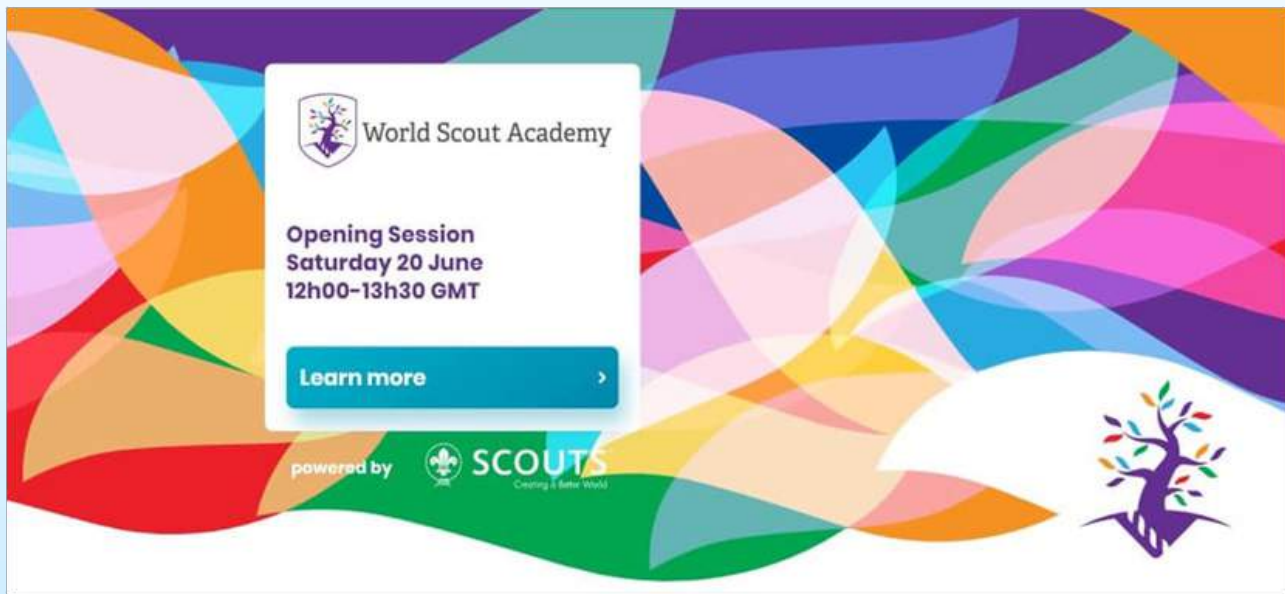 World Scout Academy
Opening Session
Saturday 20 June
12h00-13h30 GMT
Learn more
powered by
SCOUTS
Creating a Better World